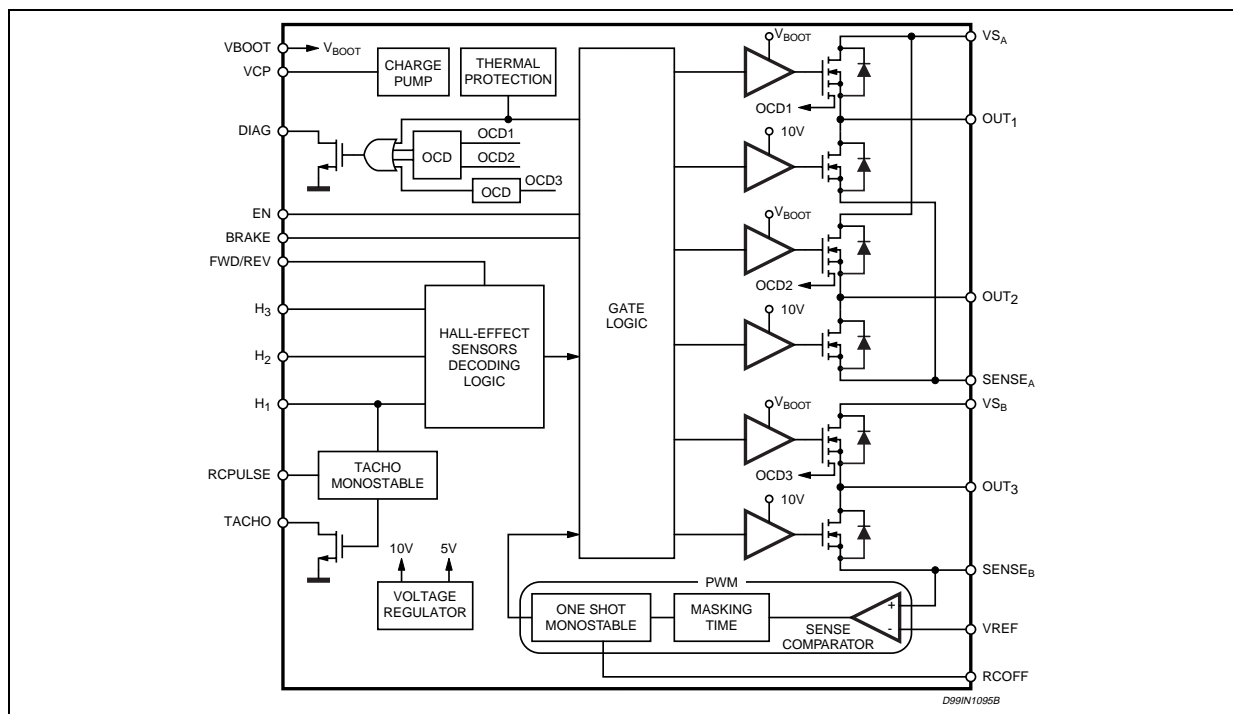 VBOOT
VBOOT
VCP
CHARGE
PUMP
THERMAL
PROTECTION
DIAG
OCD
OCD1
OCD2
OCD
OCD3
EN
BRAKE
FWD/REV
H3
H2
H1
HALL-EFFECT
SENSORS
DECODING
LOGIC
RCPULSE
TACHO
MONOSTABLE
TACHO
10V
5V
VOLTAGE
REGULATOR
GATE
LOGIC
VBOOT
OCD1
10V
VBOOT
OCD2
10V
VBOOT
OCD3
10V
VSA
OUT1
OUT2
SENSEA
VSB
OUT3
SENSEB
PWM
ONE SHOT
MONOSTABLE
MASKING
TIME
+
-
SENSE
COMPARATOR
VREF
RCOFF
D99IN1095B